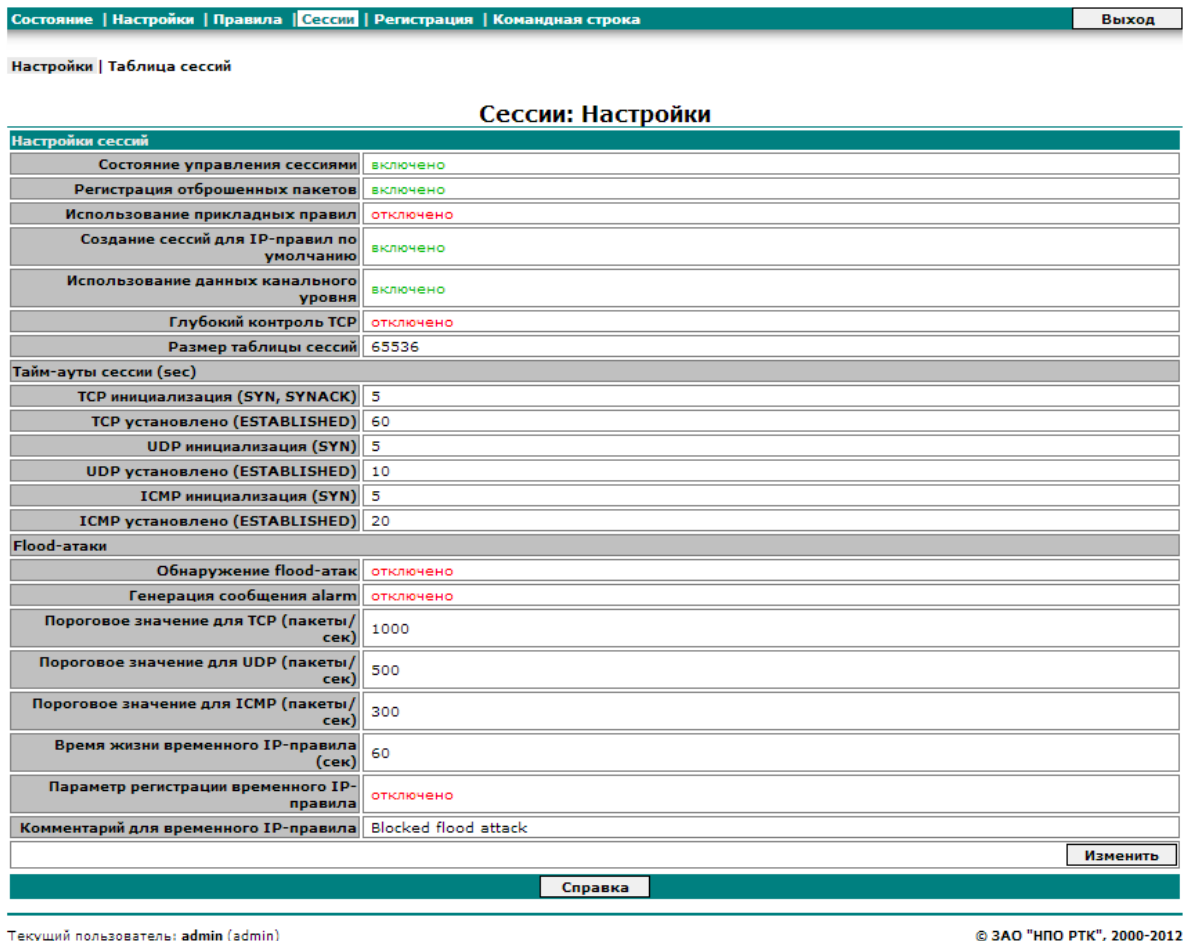 Состояние | Настройки | Правила | Сессии | Регистрация | Командная строка Выход
Настройки | Таблица сессий
Сессии: Настройки
Настройки сессий
Состояние управления сессиями включено
Регистрация отброшенных пакетов включено
Использование прикладных правил отключено
Создание сессий для IP-правил по
умолчанию включено
Использование данных канального
уровня включено
Глубокий контроль TCP отключено
Размер таблицы сессий 65536
Тайм-ауты сессии (sec)
TCP инициализация (SYN, SYNACK) 5
TCP установлено (ESTABLISHED) 60
UDP инициализация (SYN) 5
UDP установлено (ESTABLISHED) 10
ICMP инициализация (SYN) 5
ICMP установлено (ESTABLISHED) 20
Flood-атаки
Обнаружение flood-атак отключено
Генерация сообщения alarm отключено
Пороговое значение для TCP (пакеты/
сек) 1000
Пороговое значение для UDP (пакеты/
сек) 500
Пороговое значение для ICMP (пакеты/
сек) 300
Время жизни временного IP-правила
(сек) 60
Параметр регистрации временного IP-
правила отключено
Комментарий для временного IP-правила Blocked flood attack
Изменить
Справка
Текущий пользователь: admin (admin) © ЗАО "НПО РТК", 2000-2012